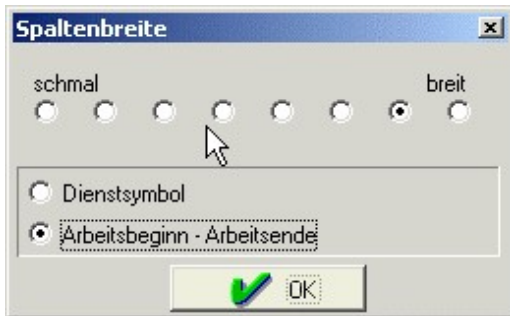 Spaltenbreite
schmal breit
Dienstsymbol
Arbeitsbeginn - Arbeitsende
OK